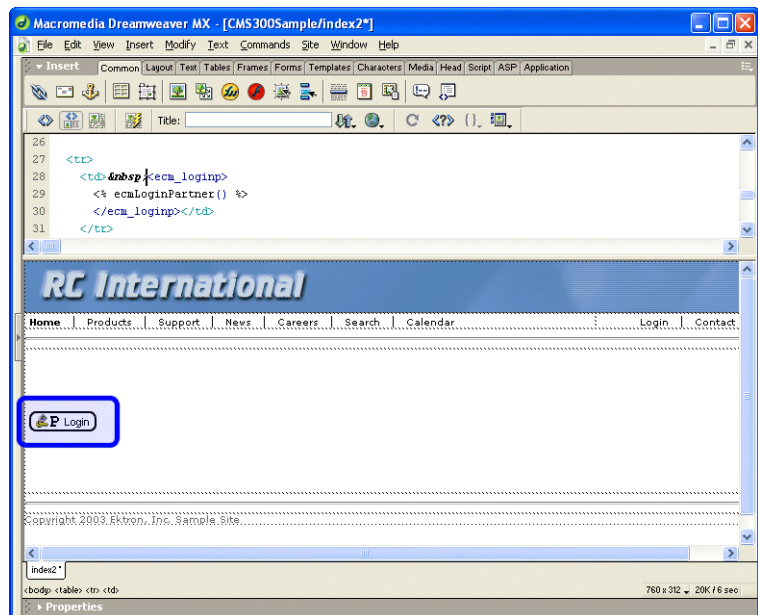 Macromedia Dreamweaver MX - [CMS300Sample/index2*]
File Edit View Insert Modify Text Commands Site Window Help
Insert Common Layout Text Tables Frames Forms Templates Characters Media Head Script ASP Application
Title:
26
27 <tr>
28 <td>&nbsp;<ecm_loginp>
29 <% ecmLoginPartner() %>
30 </ecm_loginp></td>
31 </tr>
RC International
Home | Products | Support | News | Careers | Search | Calendar Login | Contact
P Login
Copyright 2003 Ektron, Inc. Sample Site
index2*
<body> <table> <tr> <td> 760 x 312 20K / 6 sec
Properties